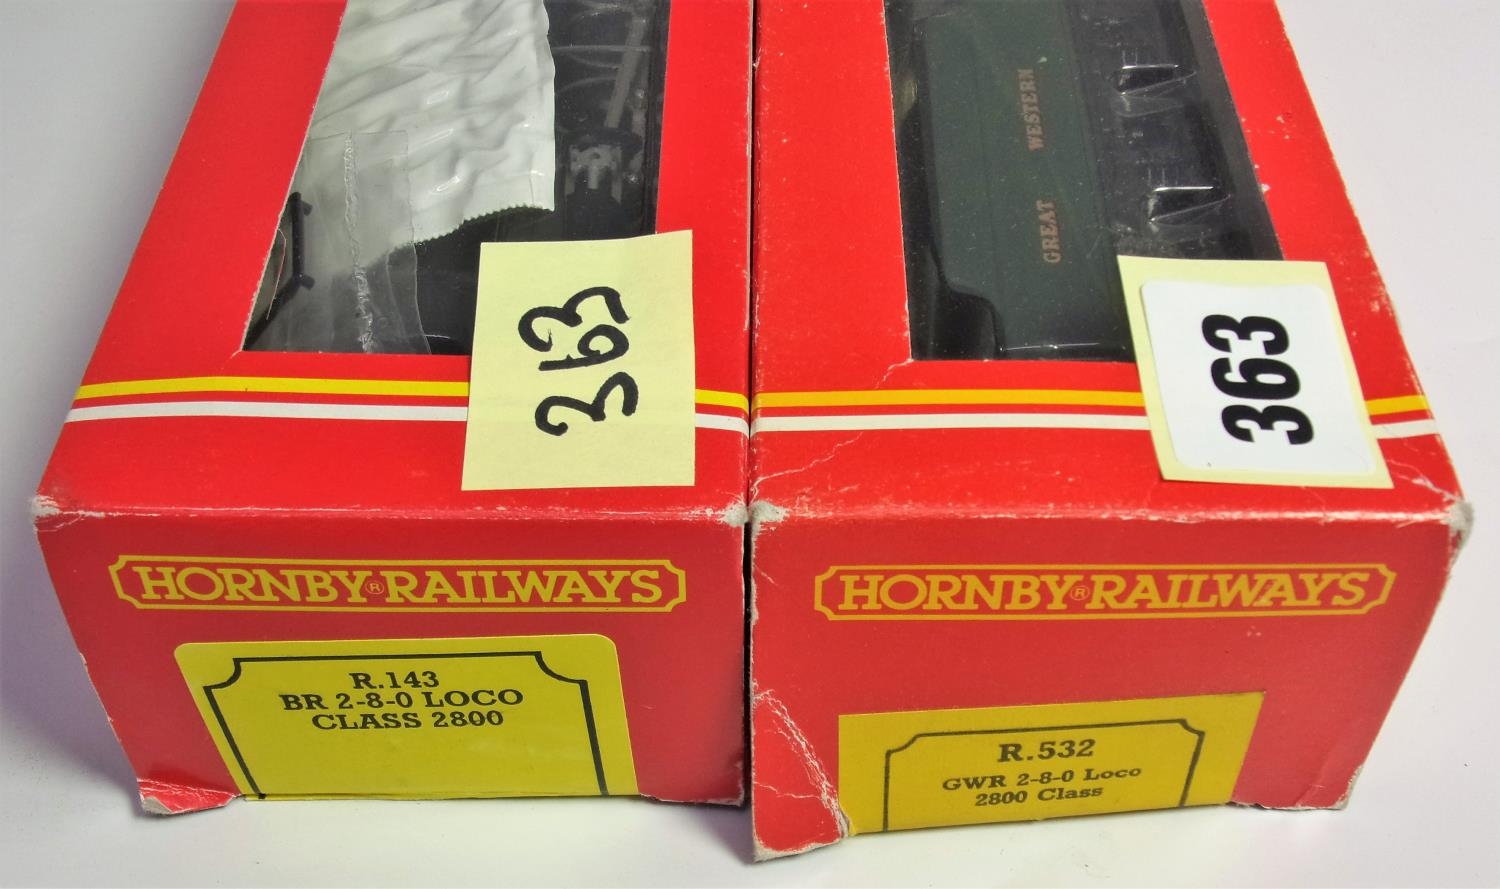 GREAT WESTERN
363
363
HORNBY® RAILWAYS
R.143
BR 2-8-0 LOCO
CLASS 2800
HORNBY® RAILWAYS
R.532
GWR 2-8-0 Loco
2800 Class